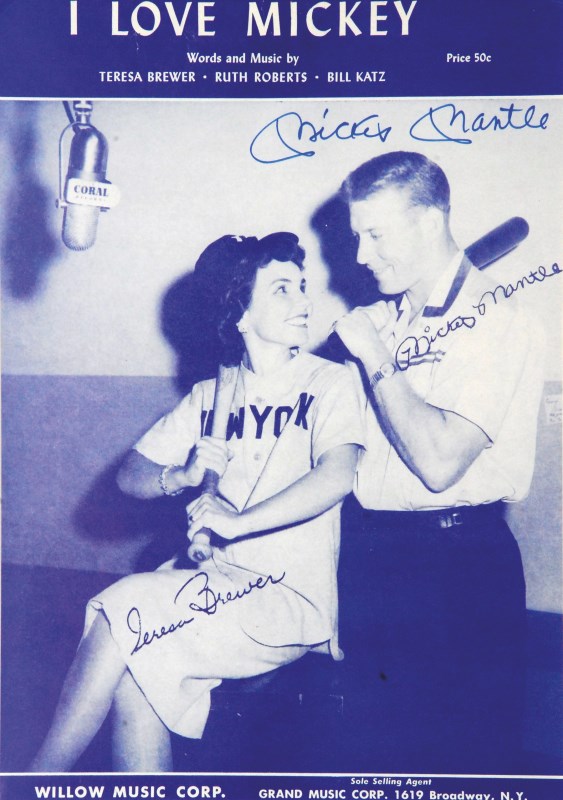 I LOVE MICKEY
Words and Music by
Price 50c
TERESA BREWER • RUTH ROBERTS • BILL KATZ
Mickey Mantle
CORAL
RECORDS
Mickey Mantle
NEW YORK
Teresa Brewer
Sole Selling Agent
WILLOW MUSIC CORP.
GRAND MUSIC CORP. 1619 Broadway, N. Y.